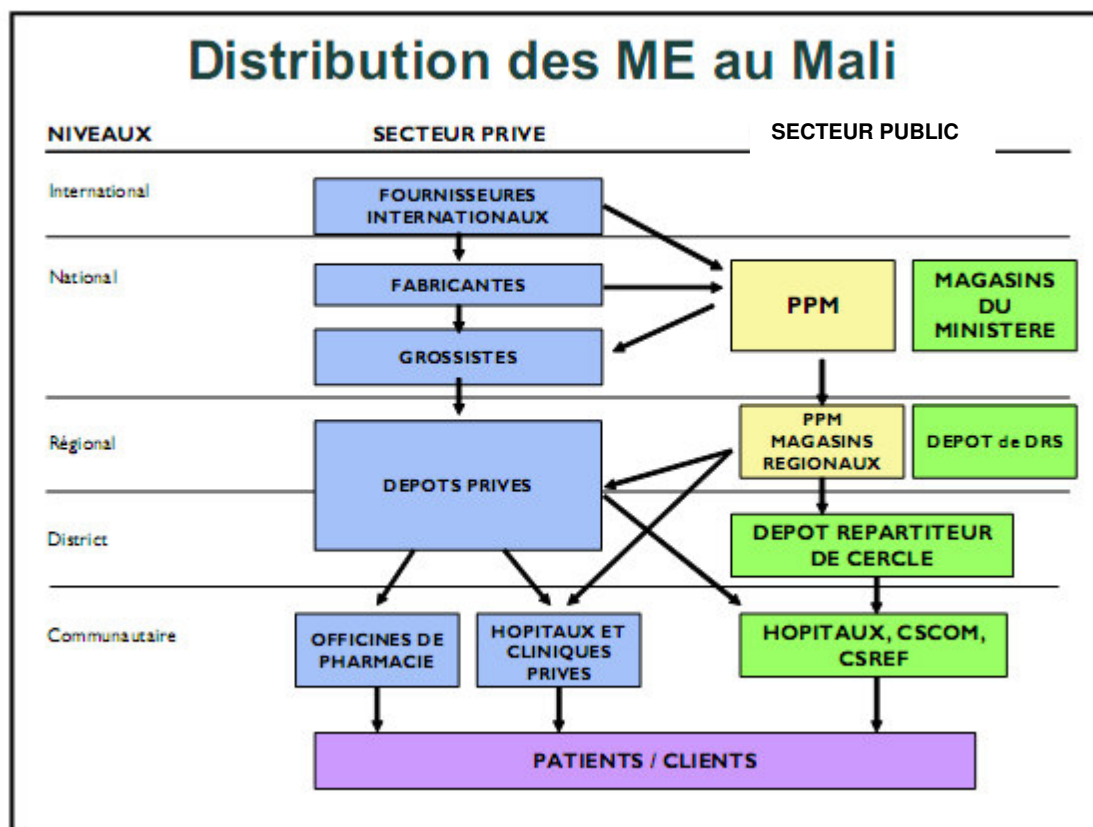 Distribution des ME au Mali
NIVEAUX
SECTEUR PRIVE
SECTEUR PUBLIC
International
FOURNISSEURES
INTERNATIONAUX
National
FABRICANTES
PPM
MAGASINS
DU
MINISTERE
GROSSISTES
Régional
DEPOTS PRIVES
PPM
MAGASINS
REGIONAUX
DEPOT de DRS
District
DEPOT REPARTITEUR
DE CERCLE
Communautaire
OFFICINES DE
PHARMACIE
HOPITAUX ET
CLINIQUES
PRIVES
HOPITAUX, CSCOM,
CSREF
PATIENTS / CLIENTS